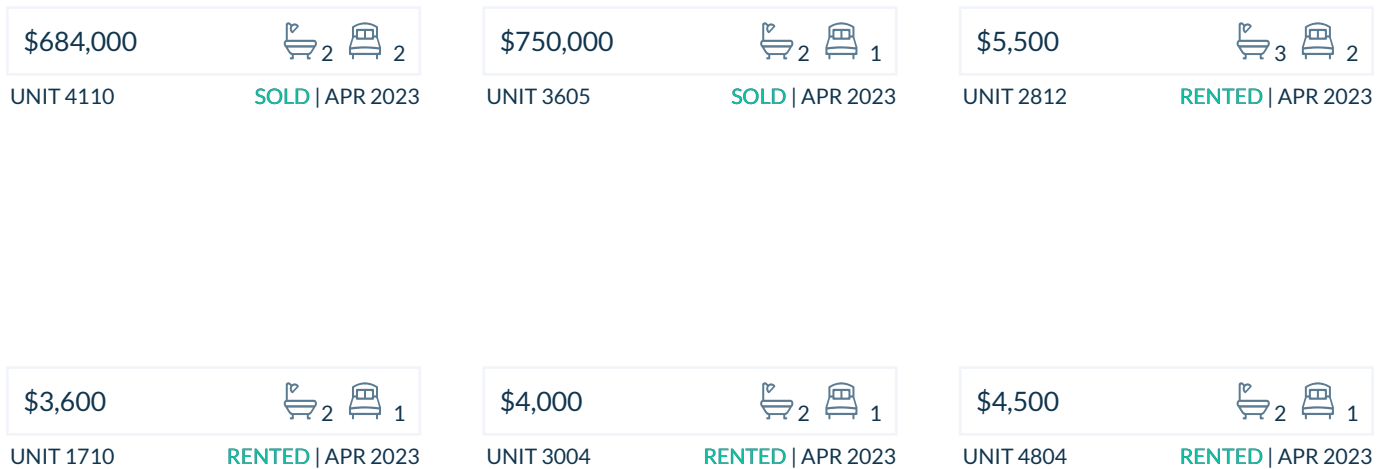 $684,000 2 2 $750,000 2 1 $5,500 3 2
UNIT 4110 SOLD | APR 2023 UNIT 3605 SOLD | APR 2023 UNIT 2812 RENTED | APR 2023
$3,600 2 1 $4,000 2 1 $4,500 2 1
UNIT 1710 RENTED | APR 2023 UNIT 3004 RENTED | APR 2023 UNIT 4804 RENTED | APR 2023